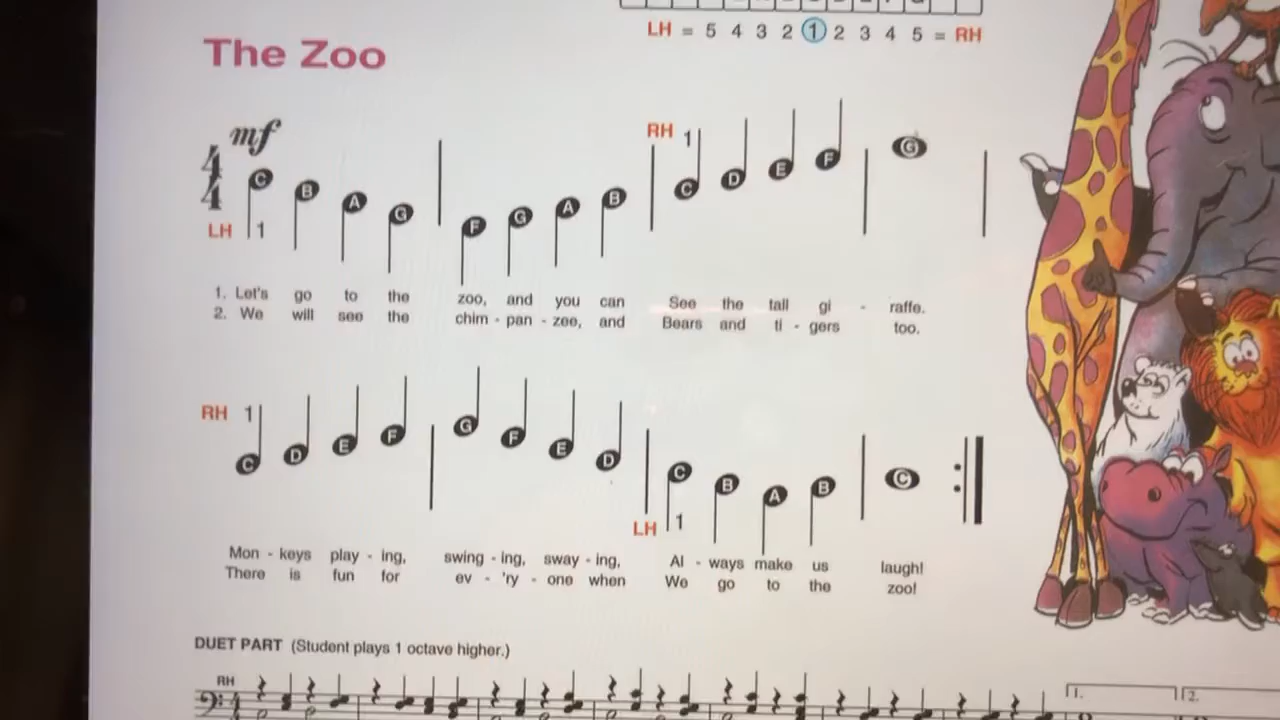 LH = 5 4 3 2 1 2 3 4 5 = RH
The Zoo
mf
RH 1
4 4 C B A G F G A B C D E F G
LH 1
1. Let's go to the zoo, and you can See the tall gi - raffe.
2. We will see the chim - pan - zee, and Bears and ti - gers too.
RH 1
C D E F G F E D C B A B C
LH 1
Mon - keys play - ing, swing - ing, sway - ing, Al - ways make us laugh!
There is fun for ev - 'ry - one when We go to the zoo!
DUET PART (Student plays 1 octave higher.)
RH
1. 2.
4